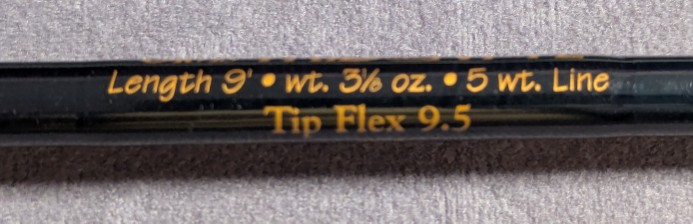 Length 9' • wt. 3⅛ oz. • 5 wt. Line
Tip Flex 9.5